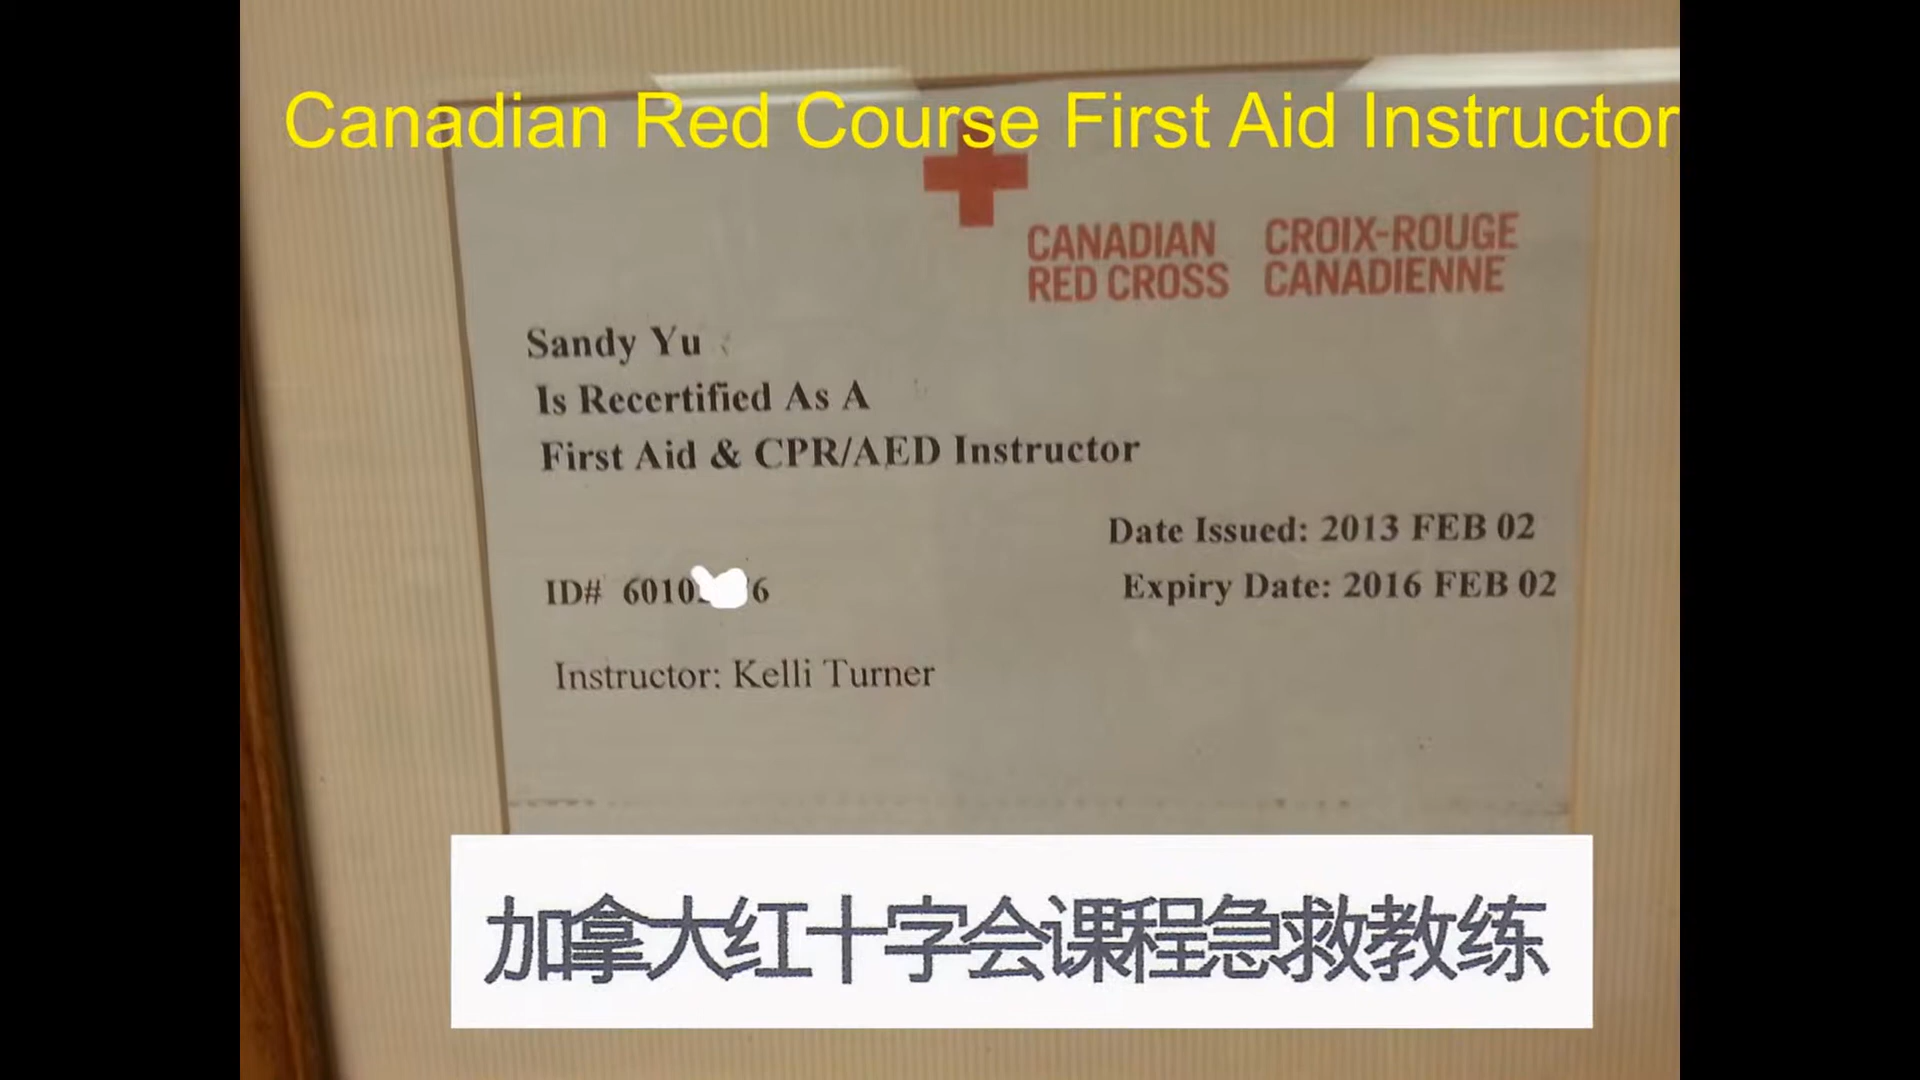 Canadian Red Course First Aid Instructor
CANADIAN RED CROSS
CROIX-ROUGE CANADIENNE
Sandy Yu
Is Recertified As A
First Aid & CPR/AED Instructor
Date Issued: 2013 FEB 02
ID#
Expiry Date: 2016 FEB 02
Instructor: Kelli Turner
加拿大红十字会课程急救教练